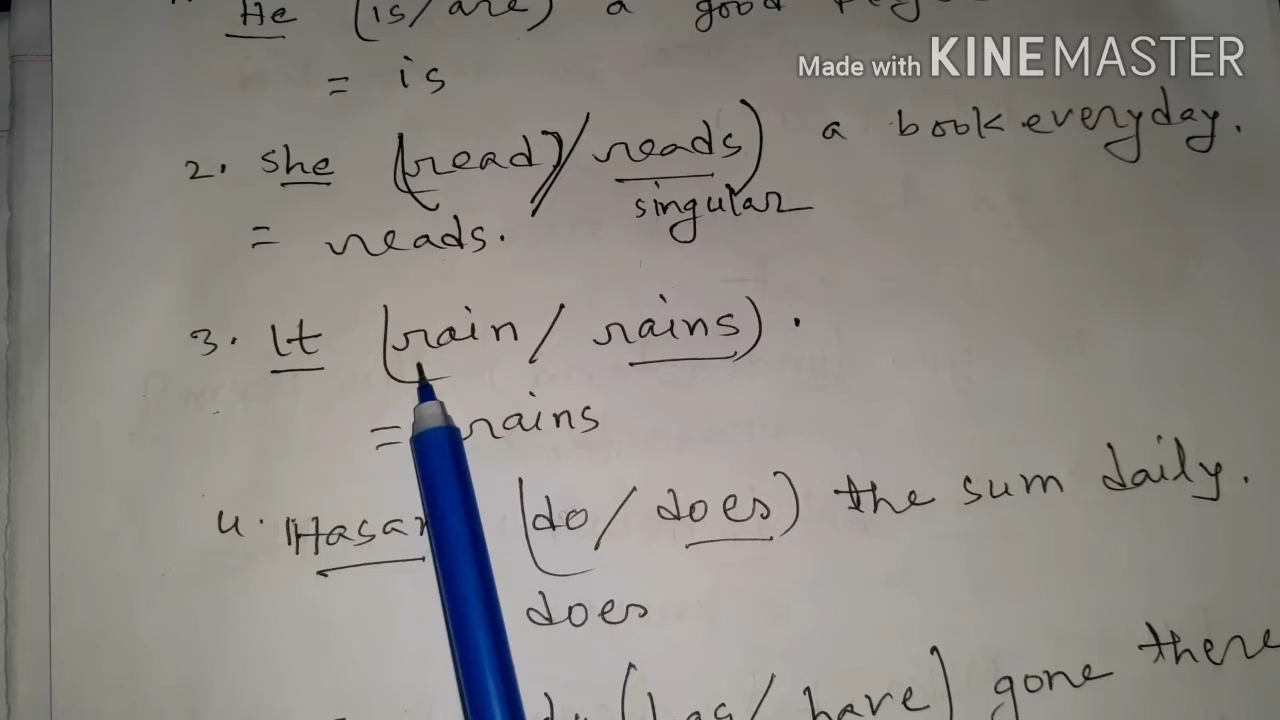 He (is/are) a good
Made with KINEMASTER
= is
2. She (read)/reads) a book everyday.
singular
= reads.
3. It (rain/rains).
= rains
4. Hasan (do/does) the sum daily.
does
(has/have) gone there